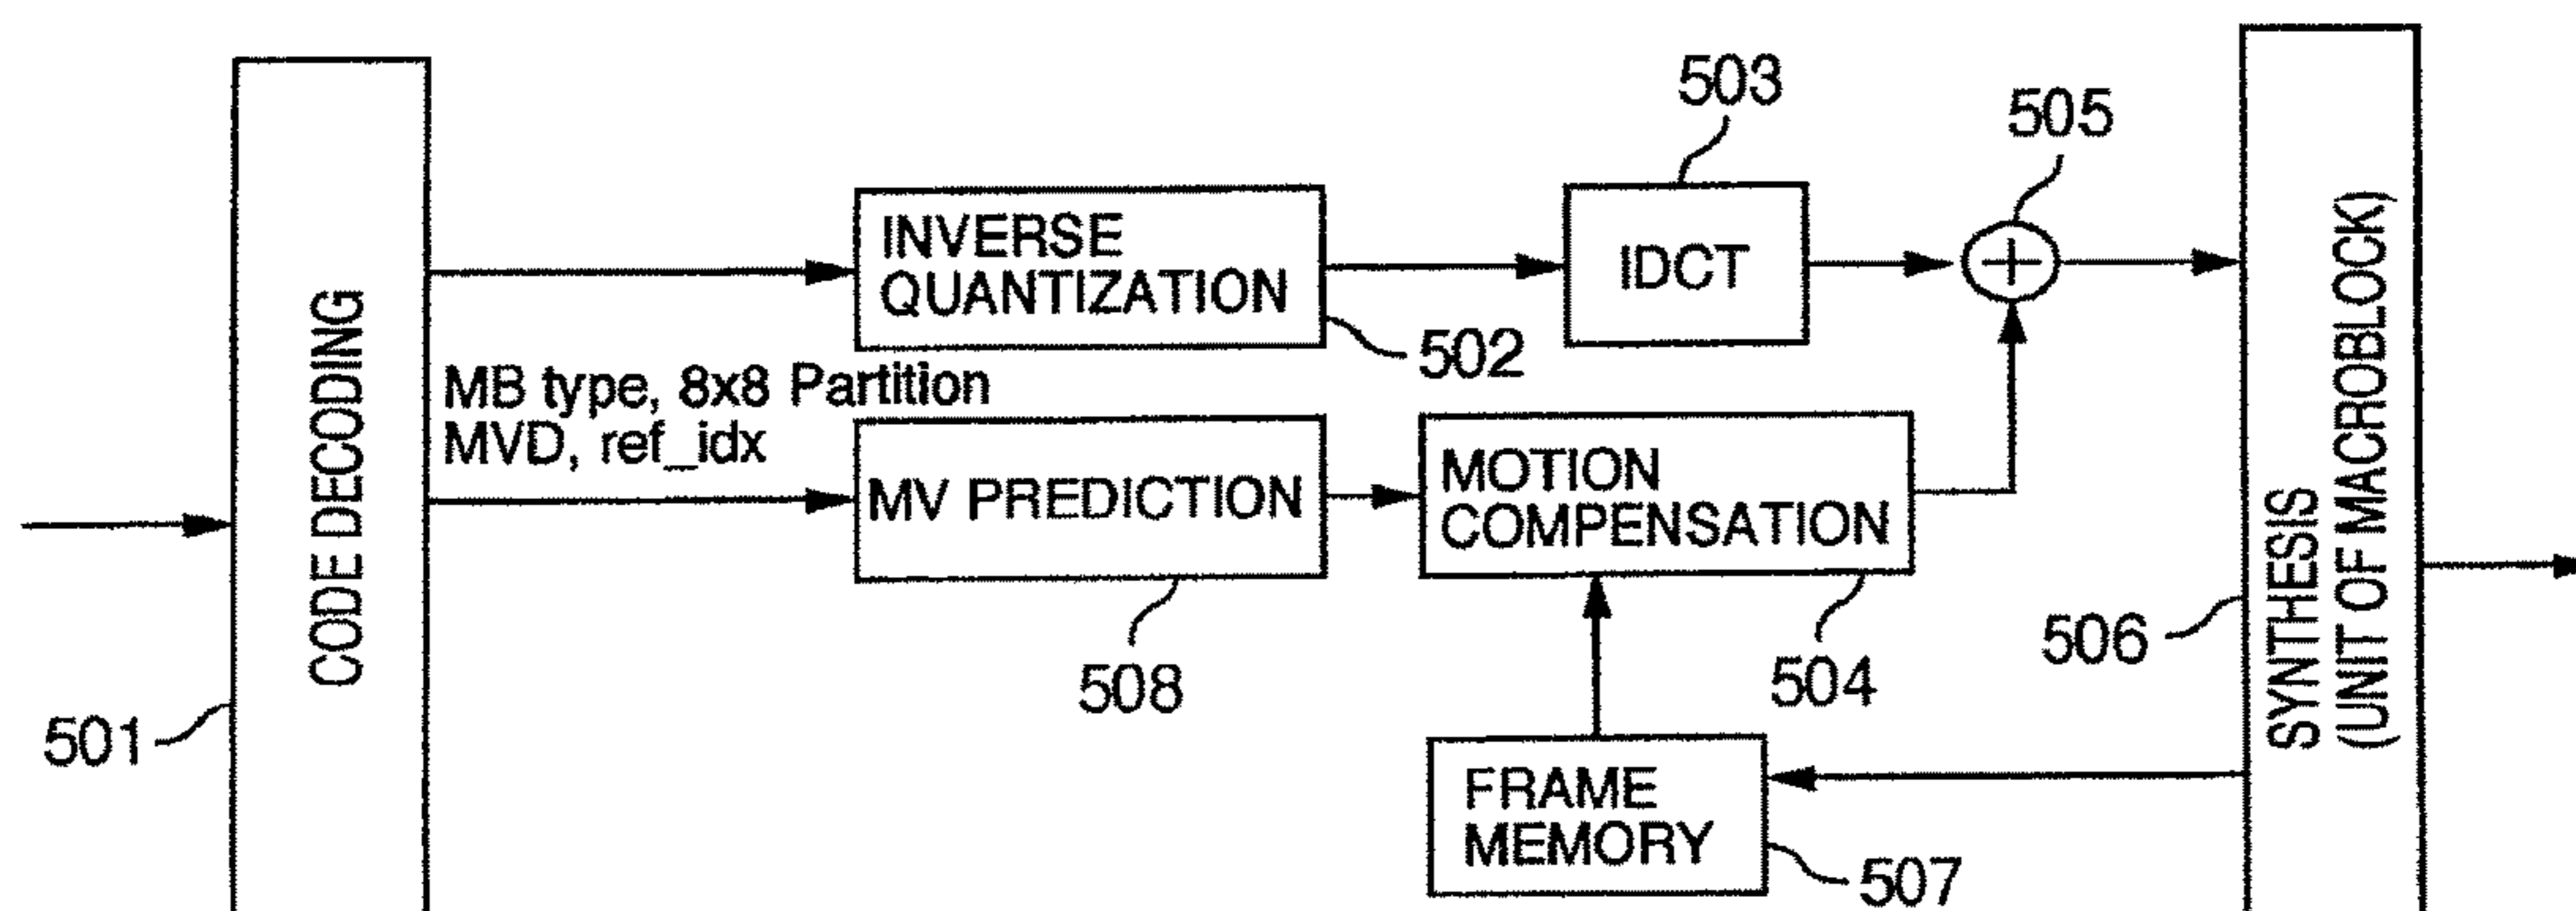 503
505
INVERSE
QUANTIZATION
IDCT
502
CODE DECODING
MB type, 8x8 Partition
MVD, ref_idx
MV PREDICTION
MOTION
COMPENSATION
SYNTHESIS
(UNIT OF MACROBLOCK)
506
508
504
501
FRAME
MEMORY
507